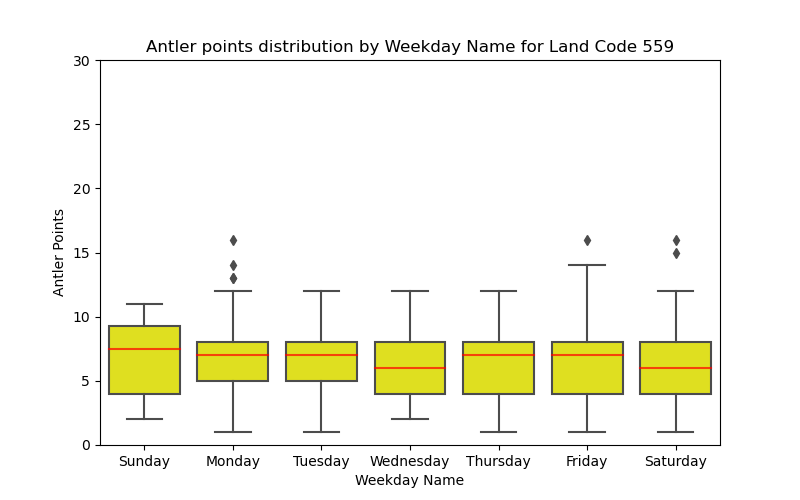 Antler points distribution by Weekday Name for Land Code 559
Antler Points
30
25
20
15
10
5
0
Sunday Monday Tuesday Wednesday Thursday Friday Saturday
Weekday Name